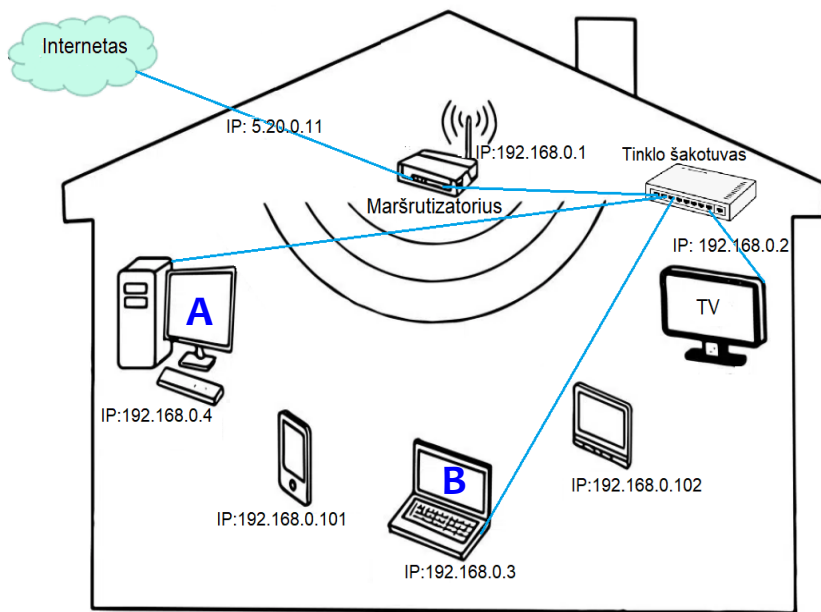 Internetas
IP: 5.20.0.11
IP:192.168.0.1
Tinklo šakotuvas
Maršrutizatorius
IP: 192.168.0.2
A
TV
IP:192.168.0.4
B
IP:192.168.0.102
IP:192.168.0.101
IP:192.168.0.3